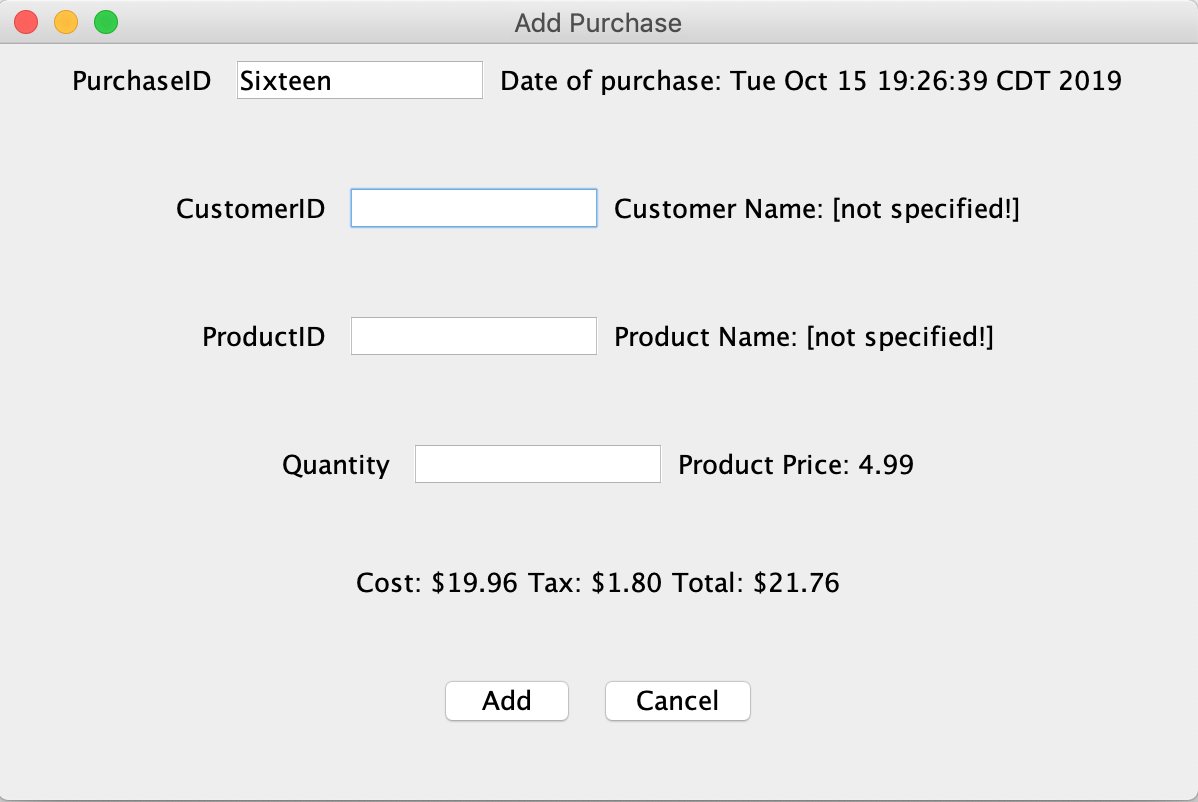 Add Purchase
PurchaseID Sixteen Date of purchase: Tue Oct 15 19:26:39 CDT 2019
CustomerID Customer Name: [not specified!]
ProductID Product Name: [not specified!]
Quantity Product Price: 4.99
Cost: $19.96 Tax: $1.80 Total: $21.76
Add Cancel